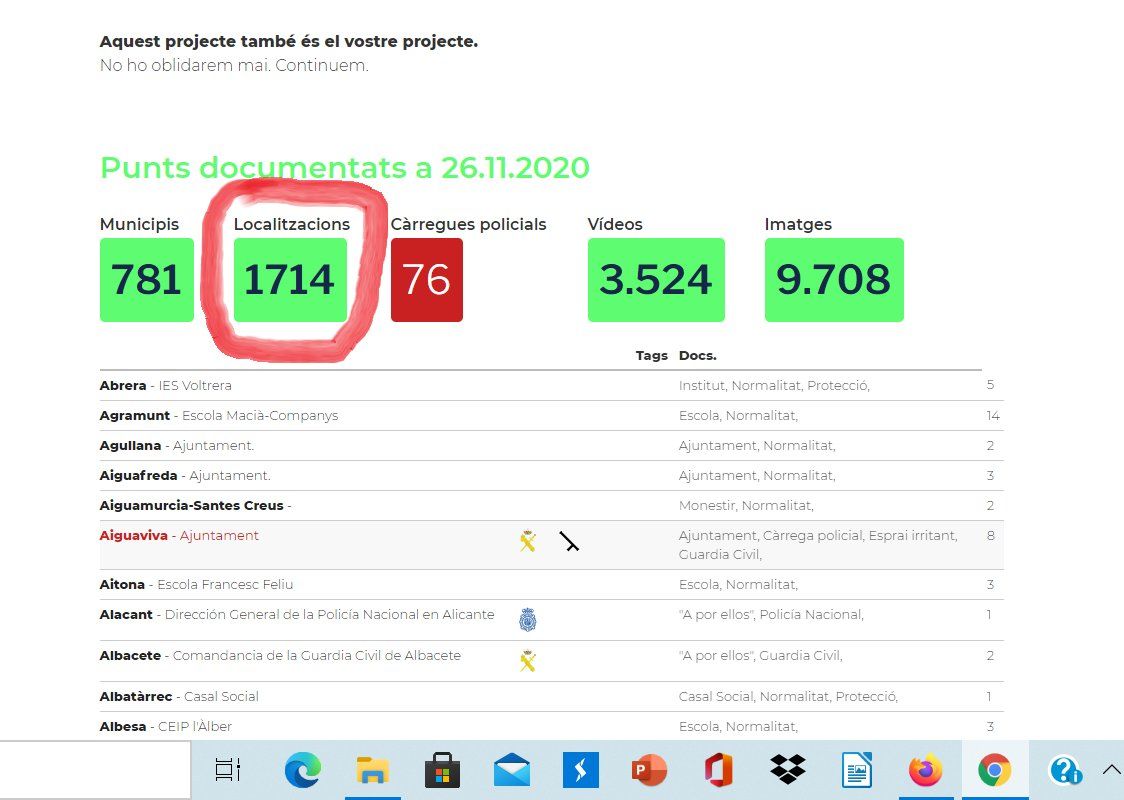 Aquest projecte també és el vostre projecte.
No ho oblidarem mai. Continuem.
Punts documentats a 26.11.2020
Municipis Localitzacions Càrregues policials Vídeos Imatges
781 1714 76 3.524 9.708
Tags Docs.
Abrera - IES Voltrera Institut, Normalitat, Protecció, 5
Agramunt - Escola Macià-Companys Escola, Normalitat, 14
Agullana - Ajuntament. Ajuntament, Normalitat, 2
Aiguafreda - Ajuntament. Ajuntament, Normalitat, 3
Aiguamurcia-Santes Creus - Monestir, Normalitat, 2
Aiguaviva - Ajuntament Ajuntament, Càrrega policial, Esprai irritant, 8
Guardia Civil,
Aitona - Escola Francesc Feliu Escola, Normalitat, 3
Alacant - Dirección General de la Policía Nacional en Alicante "A por ellos", Policía Nacional, 1
Albacete - Comandancia de la Guardia Civil de Albacete "A por ellos", Guardia Civil, 2
Albatàrrec - Casal Social Casal Social, Normalitat, Protecció, 1
Albesa - CEIP l'Àlber Escola, Normalitat, 3